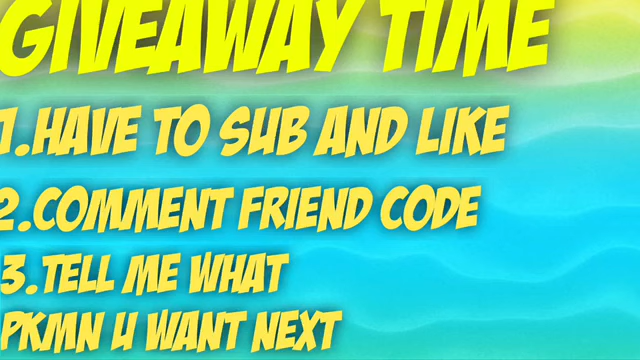 GIVEAWAY TIME
1.HAVE TO SUB AND LIKE
2.COMMENT FRIEND CODE
3.TELL ME WHAT
PKMN U WANT NEXT